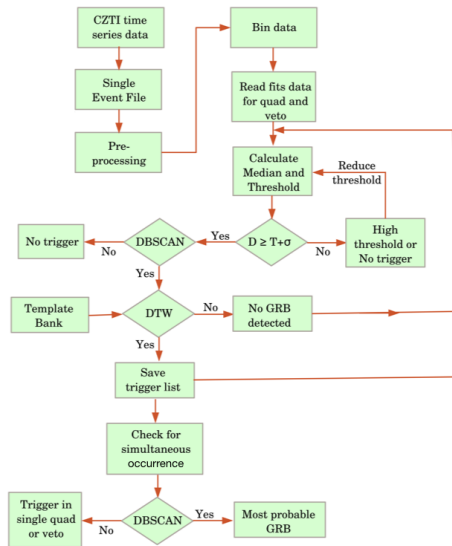 CZTI time
series data
Single
Event File
Pre-
processing
Bin data
Read fits data
for quad and
veto
Calculate
Median and
Threshold
Reduce
threshold
D ≥ T+σ
Yes
No
High
threshold or
No trigger
DBSCAN
No
No trigger
Yes
Template
Bank
DTW
No
No GRB
detected
Yes
Save
trigger list
Check for
simultaneous
occurrence
DBSCAN
No
Trigger in
single quad
or veto
Yes
Most probable
GRB